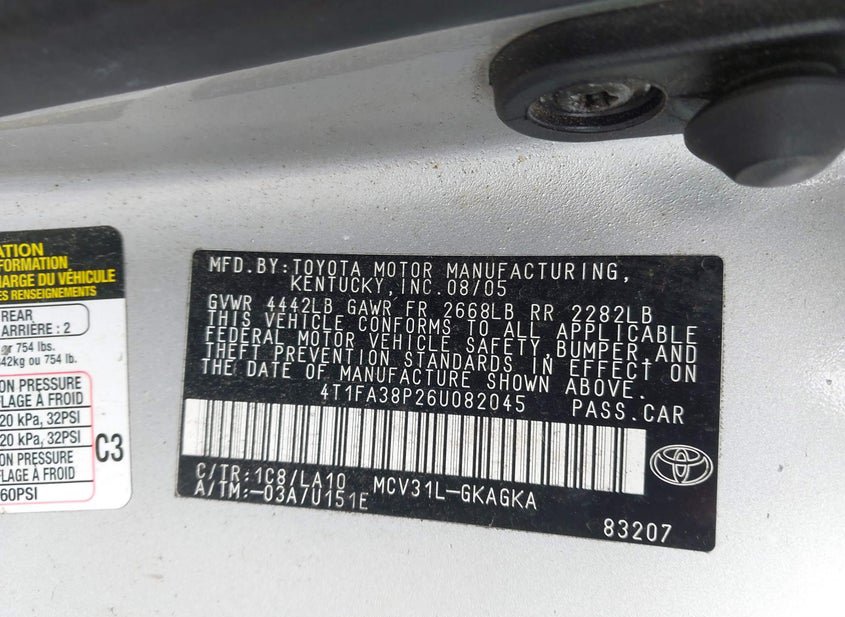 ATION
FORMATION
HARGE DU VÉHICULE
ES RENSEIGNEMENTS
REAR
ARRIÈRE : 2
or 754 lbs.
342kg ou 754 lb.
ON PRESSURE
FLAGE À FROID
20 kPa, 32PSI
20 kPa, 32PSI
ON PRESSURE
FLAGE À FROID
60PSI
C3
MFD.BY:TOYOTA MOTOR MANUFACTURING,
KENTUCKY,INC.08/05
GVWR 4442LB GAWR FR 2668LB RR 2282LB
THIS VEHICLE CONFORMS TO ALL APPLICABLE
FEDERAL MOTOR VEHICLE SAFETY,BUMPER,AND
THEFT PREVENTION STANDARDS IN EFFECT ON
THE DATE OF MANUFACTURE SHOWN ABOVE.
4T1FA38P26U082045 PASS.CAR
C/TR:1C8/LA10 MCV31L-GKAGKA
A/TM:-03A/U151E
83207